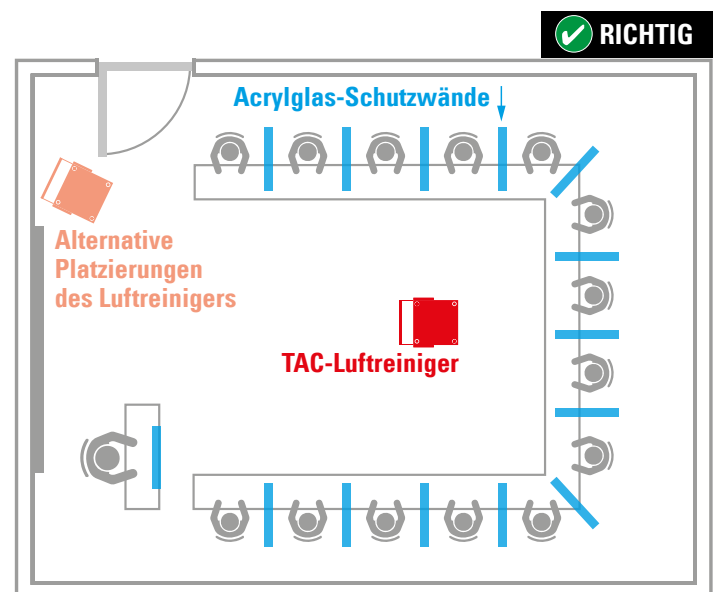 RICHTIG
Acrylglas-Schutzwände
Alternative
Platzierungen
des Luftreinigers
TAC-Luftreiniger